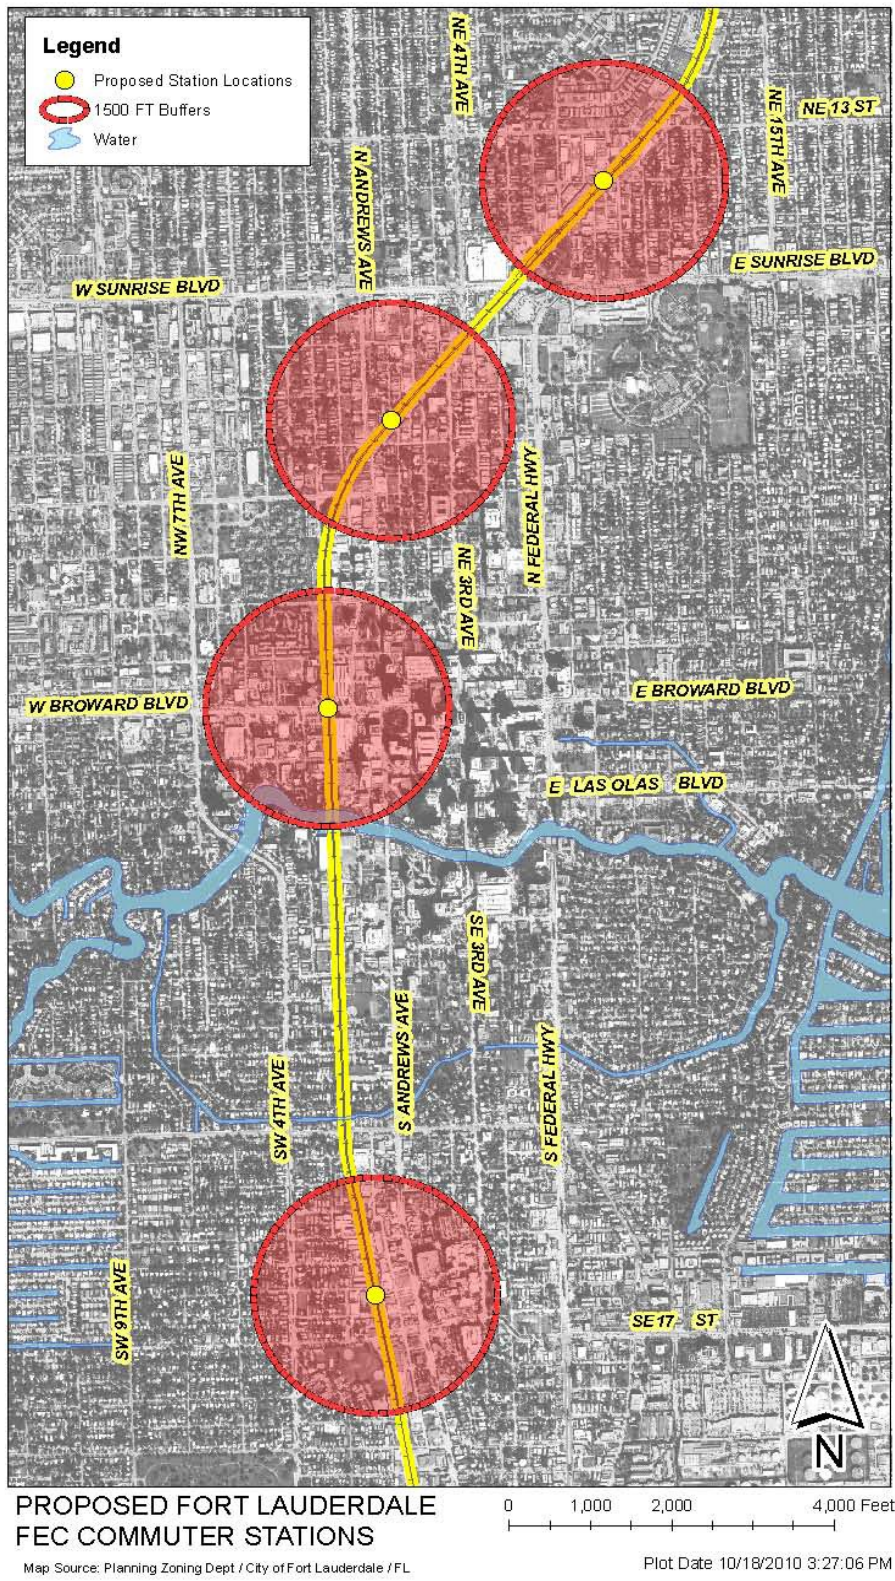 Legend
Proposed Station Locations
1500 FT Buffers
Water
NE 4TH AVE
NE 13 ST
NE 15TH AVE
N ANDREWS AVE
E SUNRISE BLVD
W SUNRISE BLVD
NW 7TH AVE
N FEDERAL HWY
NE 3RD AVE
E BROWARD BLVD
W BROWARD BLVD
E LAS OLAS BLVD
SE 3RD AVE
S ANDREWS AVE
S FEDERAL HWY
SW 4TH AVE
SW 9TH AVE
SE 17 ST
N
PROPOSED FORT LAUDERDALE
FEC COMMUTER STATIONS
0 1,000 2,000 4,000 Feet
Map Source: Planning Zoning Dept / City of Fort Lauderdale / FL
Plot Date 10/18/2010 3:27:06 PM